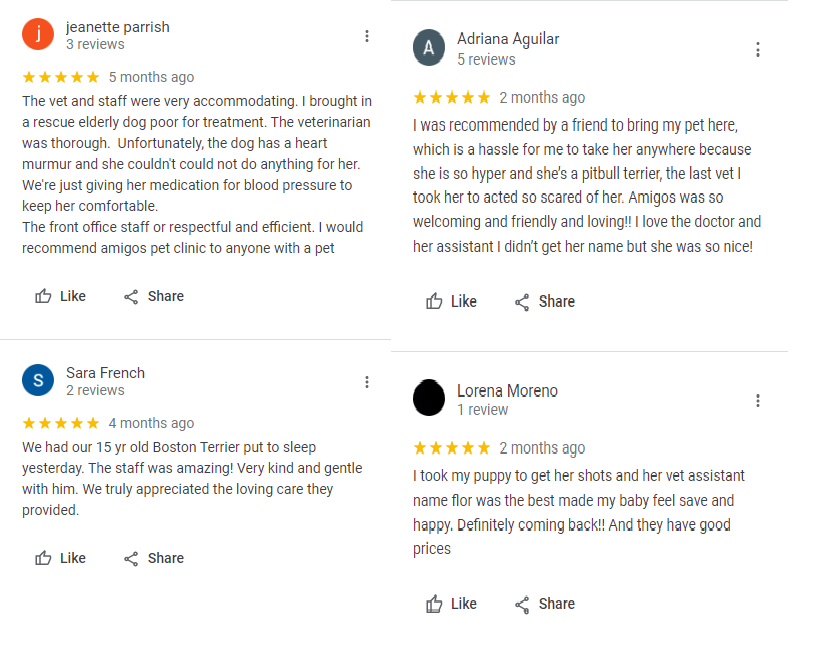 j
jeanette parrish
3 reviews
5 months ago
The vet and staff were very accommodating. I brought in
a rescue elderly dog poor for treatment. The veterinarian
was thorough.  Unfortunately, the dog has a heart
murmur and she couldn't could not do anything for her.
We're just giving her medication for blood pressure to
keep her comfortable.
The front office staff or respectful and efficient. I would
recommend amigos pet clinic to anyone with a pet
Like
Share
S
Sara French
2 reviews
4 months ago
We had our 15 yr old Boston Terrier put to sleep
yesterday. The staff was amazing! Very kind and gentle
with him. We truly appreciated the loving care they
provided.
Like
Share
A
Adriana Aguilar
5 reviews
2 months ago
I was recommended by a friend to bring my pet here,
which is a hassle for me to take her anywhere because
she is so hyper and she’s a pitbull terrier, the last vet I
took her to acted so scared of her. Amigos was so
welcoming and friendly and loving!! I love the doctor and
her assistant I didn’t get her name but she was so nice!
Like
Share
Lorena Moreno
1 review
2 months ago
I took my puppy to get her shots and her vet assistant
name flor was the best made my baby feel save and
happy. Definitely coming back!! And they have good
prices
Like
Share